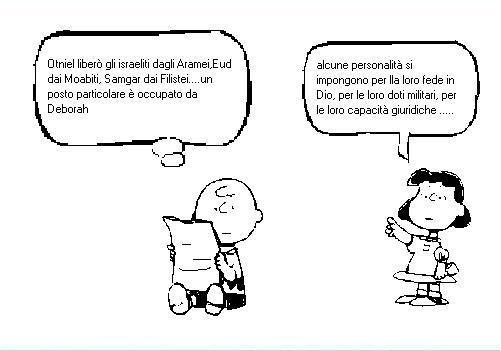 Otniel liberò gli israeliti dagli Aramei,Eud
dai Moabiti, Samgar dai Filistei....un
posto particolare è occupato da
Deborah
alcune personalità si
impongono per lla loro fede in
Dio, per le loro doti militari, per
le loro capacità giuridiche .....